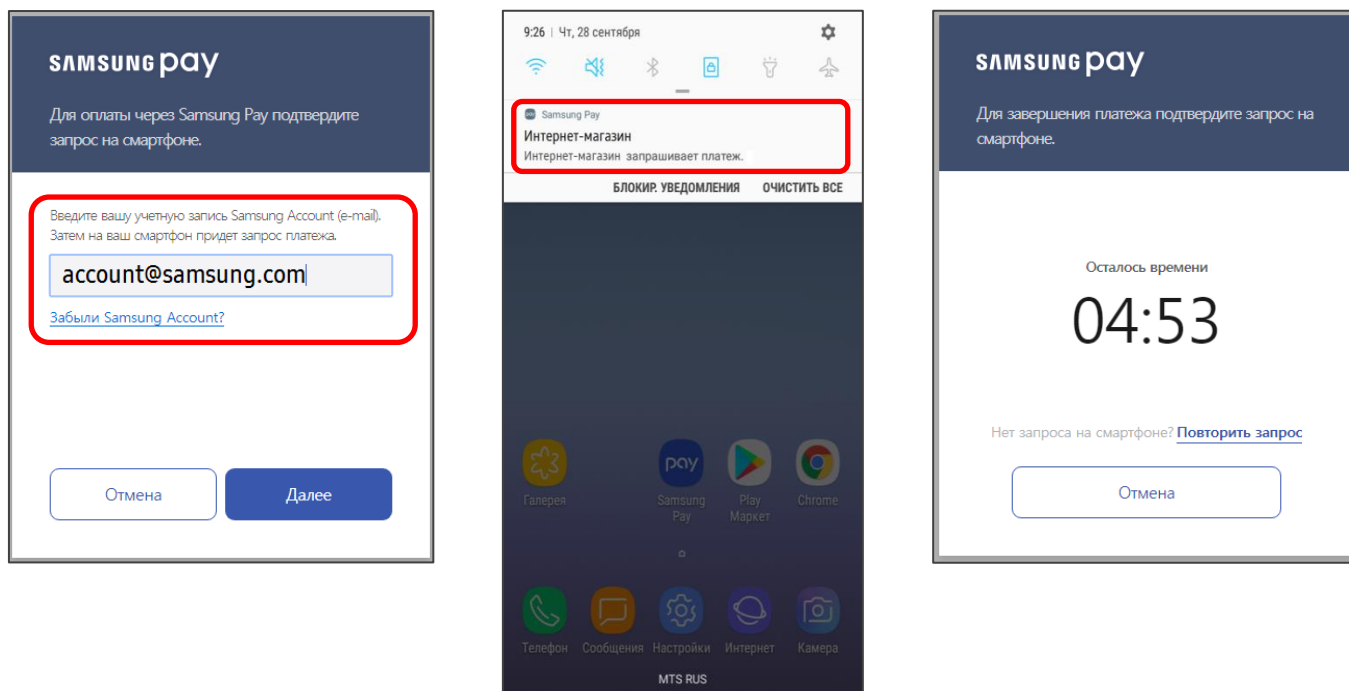 SAMSUNG pay
Для оплаты через Samsung Pay подтвердите
запрос на смартфоне.
Введите вашу учетную запись Samsung Account (e-mail).
Затем на ваш смартфон придет запрос платежа.
account@samsung.com
Забыли Samsung Account?
Отмена
Далее
9:26 | Чт, 28 сентября
Samsung Pay
Интернет-магазин
Интернет-магазин запрашивает платеж.
БЛОКИР. УВЕДОМЛЕНИЯ ОЧИСТИТЬ ВСЕ
pay
Галерея
Samsung
Pay
Play
Маркет
Chrome
Телефон
Сообщения
Настройки
Интернет
Камера
MTS RUS
SAMSUNG pay
Для завершения платежа подтвердите запрос на
смартфоне.
Осталось времени
04:53
Нет запроса на смартфоне? Повторить запрос
Отмена